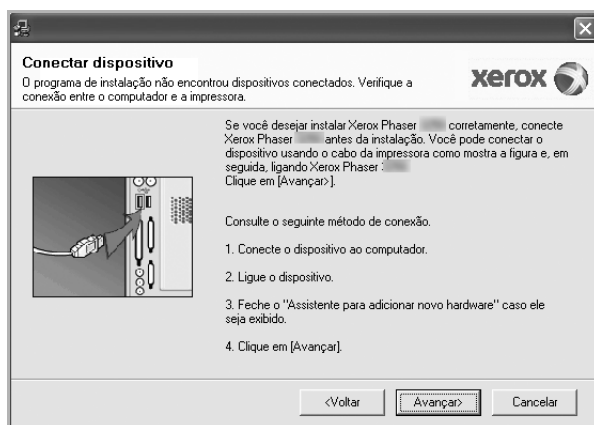 Conectar dispositivo
O programa de instalação não encontrou dispositivos conectados. Verifique a
conexão entre o computador e a impressora.
xerox
Se você desejar instalar Xerox Phaser corretamente, conecte
Xerox Phaser antes da instalação. Você pode conectar o
dispositivo usando o cabo da impressora como mostra a figura e, em
seguida, ligando Xerox Phaser
Clique em [Avançar>].
Consulte o seguinte método de conexão.
1. Conecte o dispositivo ao computador.
2. Ligue o dispositivo.
3. Feche o "Assistente para adicionar novo hardware" caso ele
seja exibido.
4. Clique em [Avançar].
<Voltar
Avançar>
Cancelar